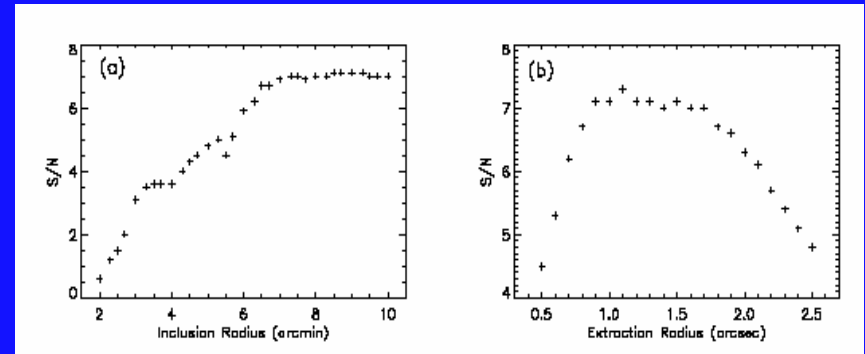 (a)
S/N
8
6
4
2
0
2 4 6 8 10
Inclusion Radius (arcmin)
(b)
S/N
8
7
6
5
4
0.5 1.0 1.5 2.0 2.5
Extraction Radius (arcsec)